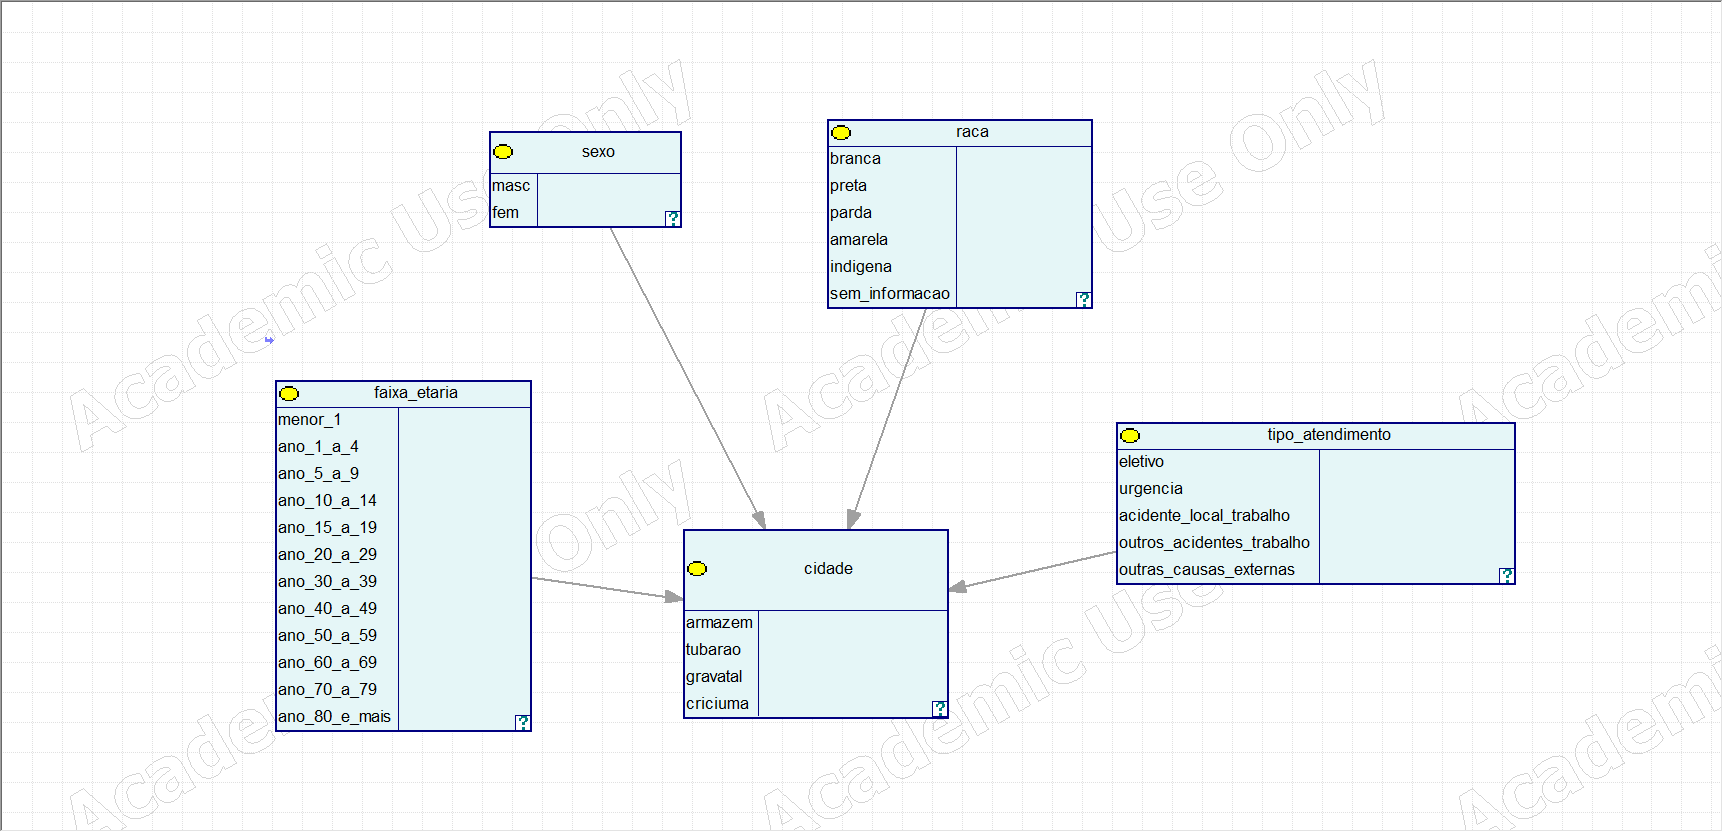 sexo
masc
fem
?
raca
branca
preta
parda
amarela
indigena
sem_informacao
?
faixa_etaria
menor_1
ano_1_a_4
ano_5_a_9
ano_10_a_14
ano_15_a_19
ano_20_a_29
ano_30_a_39
ano_40_a_49
ano_50_a_59
ano_60_a_69
ano_70_a_79
ano_80_e_mais
?
tipo_atendimento
eletivo
urgencia
acidente_local_trabalho
outros_acidentes_trabalho
outras_causas_externas
?
cidade
armazem
tubarao
gravatal
criciuma
?
Academic Use Only
Academic Use Only
Academic
Academic Use Only
Academic Use Only
Academic